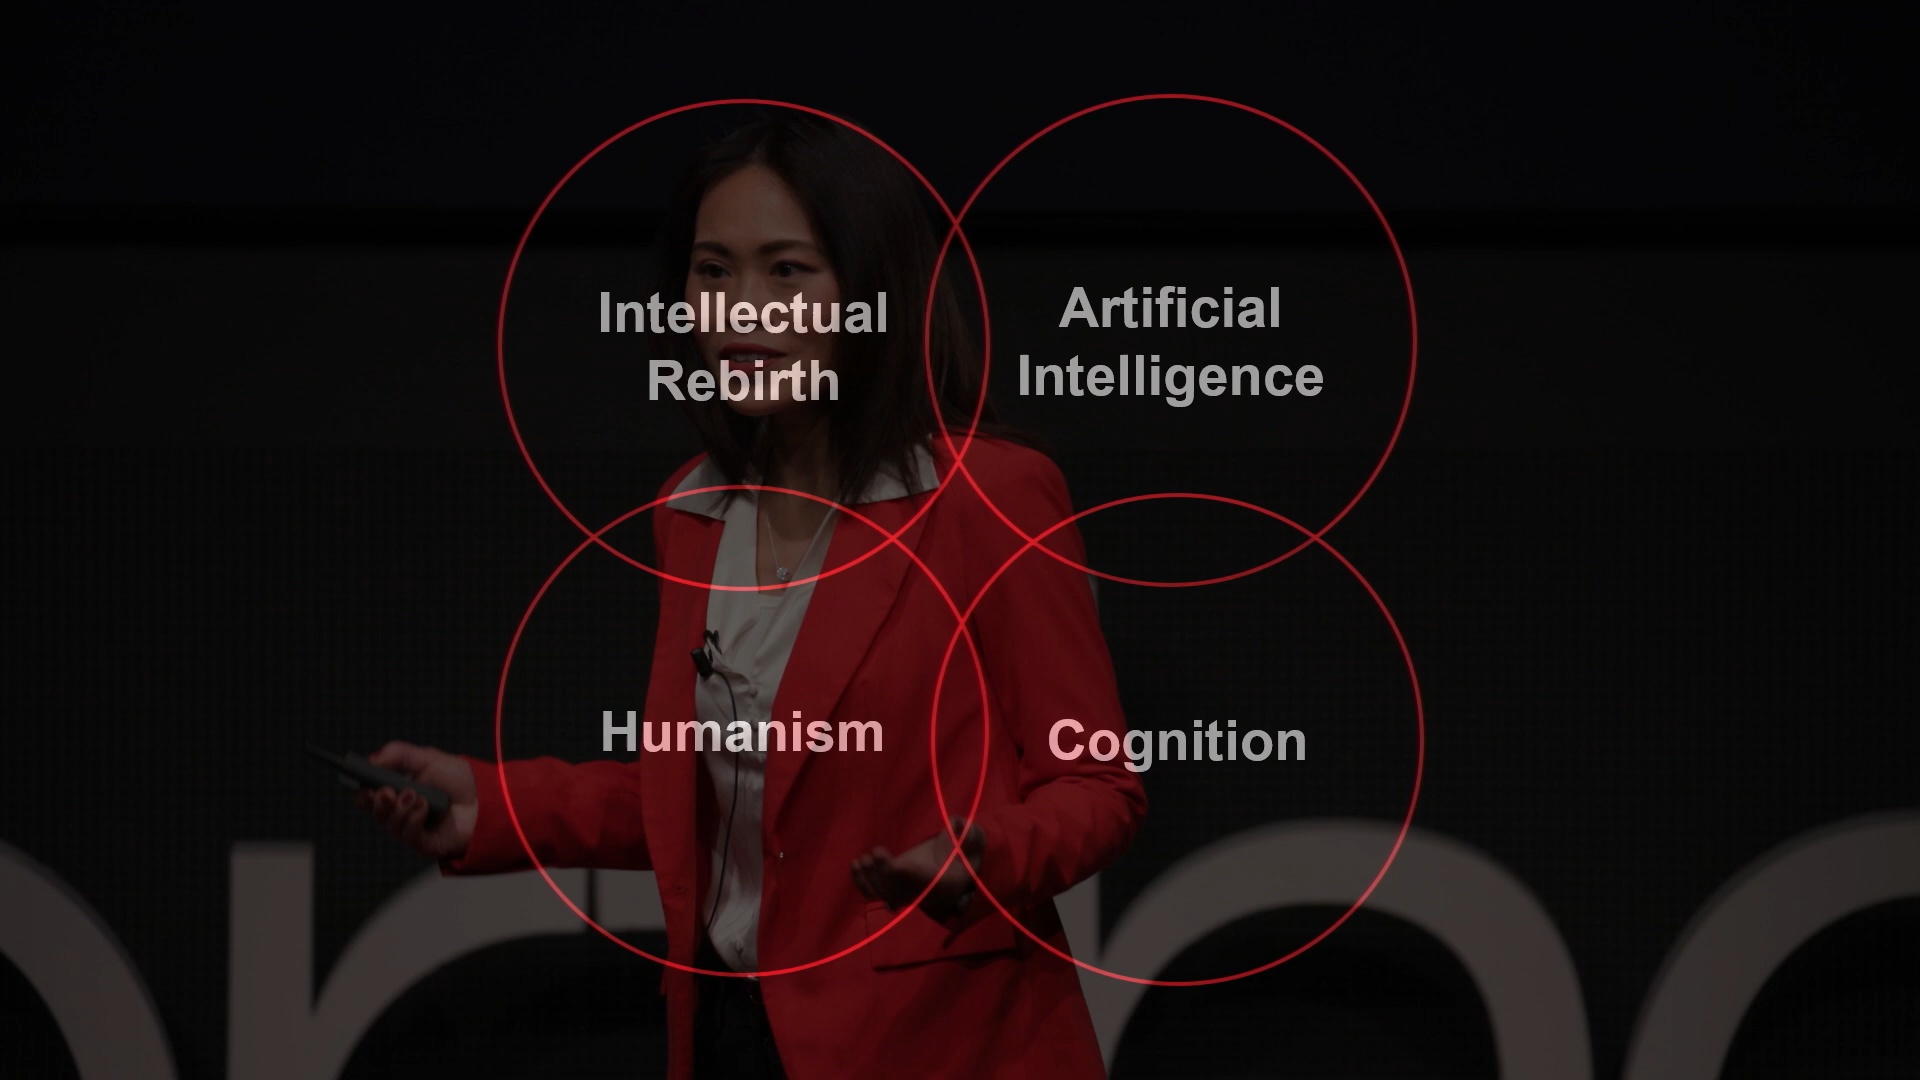 Intellectual
Rebirth
Artificial
Intelligence
Humanism
Cognition